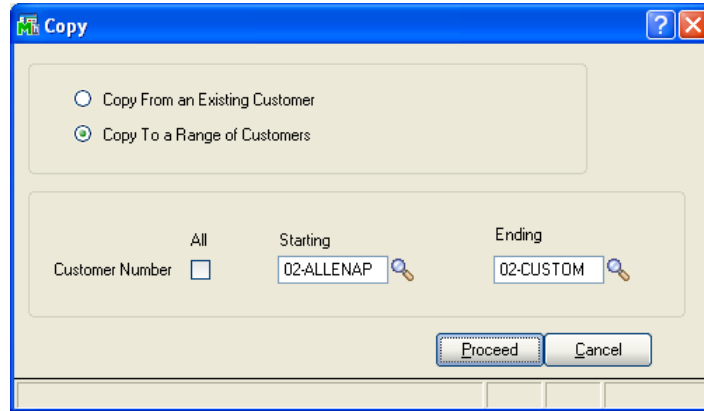 Copy
Copy From an Existing Customer
Copy To a Range of Customers
All Starting Ending
Customer Number 02-ALLENAP 02-CUSTOM
Proceed Cancel